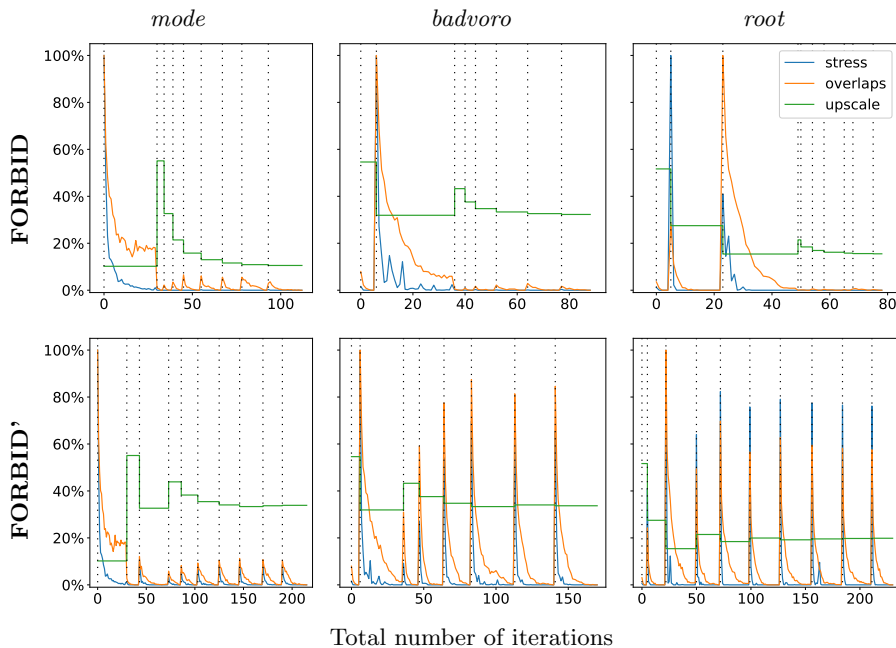 mode badvoro root
FORBID
100%
80%
60%
40%
20%
0%
0 50 100
0 20 40 60 80
0 20 40 60 80
stress
overlaps
upscale
FORBID'
100%
80%
60%
40%
20%
0%
0 50 100 150 200
0 50 100 150
0 50 100 150 200
Total number of iterations